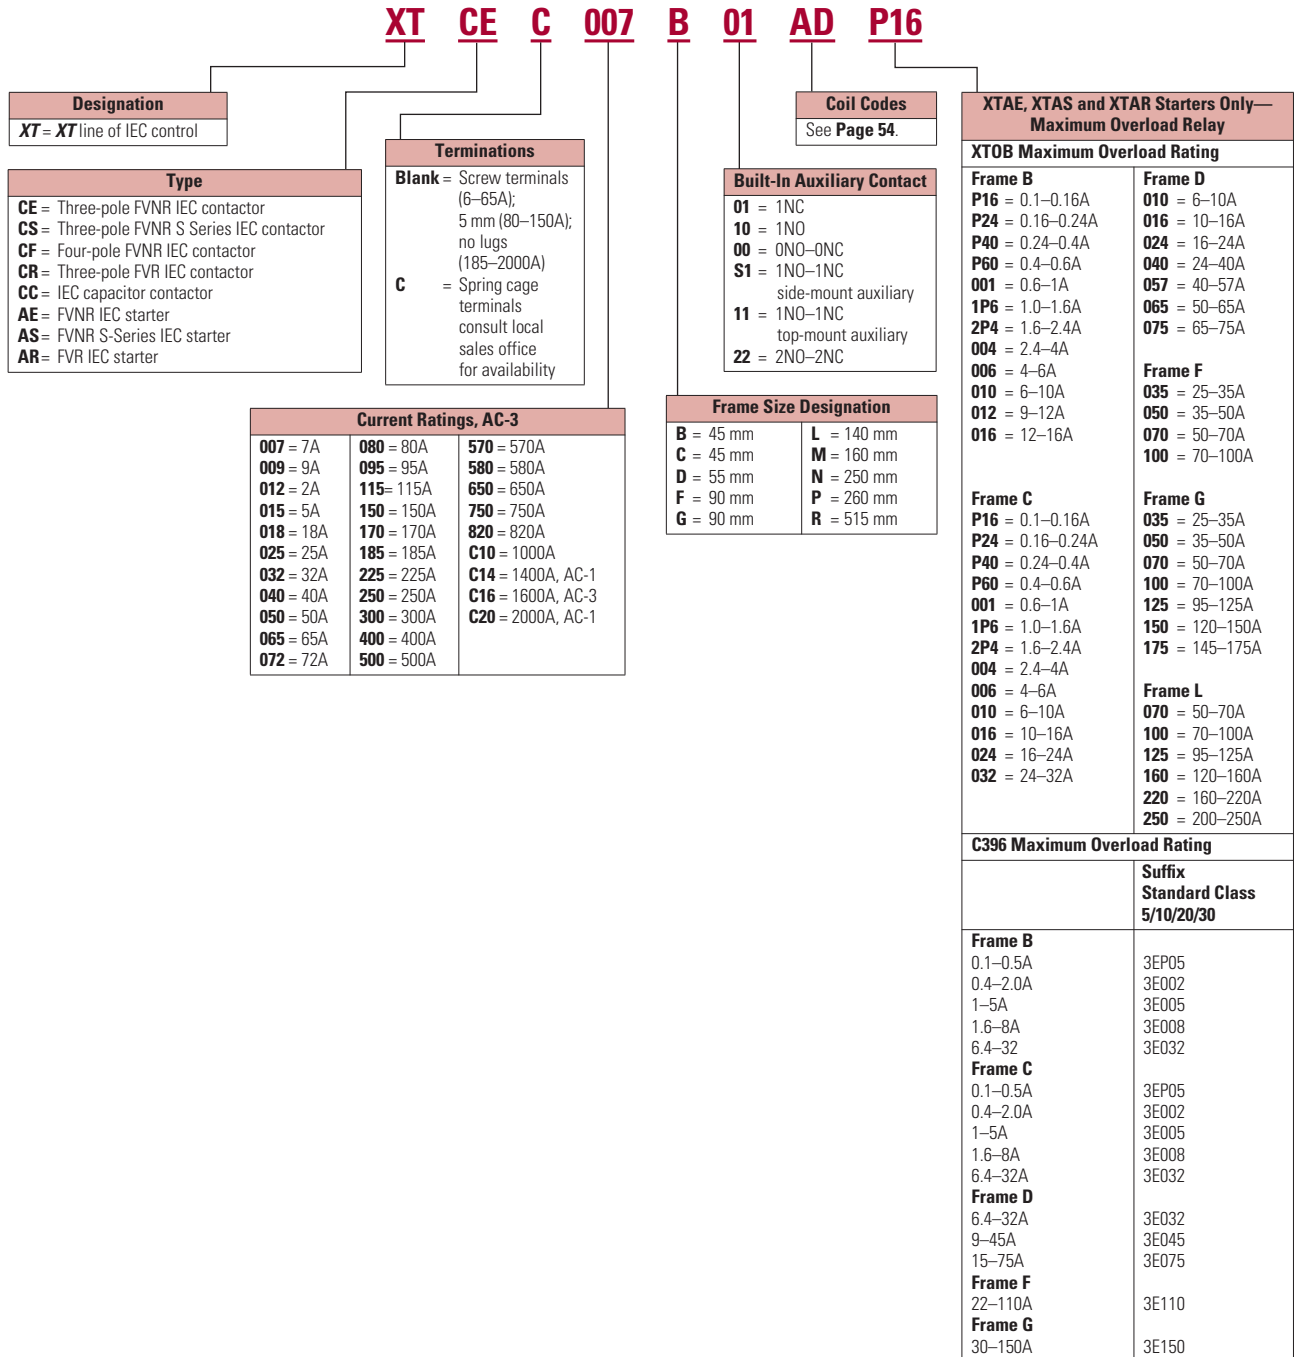 XT CE C 007 B 01 AD P16
Designation
XT = XT line of IEC control
Type
CE = Three-pole FVNR IEC contactor
CS = Three-pole FVNR S Series IEC contactor
CF = Four-pole FVNR IEC contactor
CR = Three-pole FVR IEC contactor
CC = IEC capacitor contactor
AE = FVNR IEC starter
AS = FVNR S-Series IEC starter
AR = FVR IEC starter
Terminations
Blank = Screw terminals
(6–65A);
5 mm (80–150A);
no lugs
(185–2000A)
C = Spring cage
terminals
consult local
sales office
for availability
Current Ratings, AC-3
007 = 7A
009 = 9A
012 = 2A
015 = 5A
018 = 18A
025 = 25A
032 = 32A
040 = 40A
050 = 50A
065 = 65A
072 = 72A
080 = 80A
095 = 95A
115= 115A
150 = 150A
170 = 170A
185 = 185A
225 = 225A
250 = 250A
300 = 300A
400 = 400A
500 = 500A
570 = 570A
580 = 580A
650 = 650A
750 = 750A
820 = 820A
C10 = 1000A
C14 = 1400A, AC-1
C16 = 1600A, AC-3
C20 = 2000A, AC-1
Frame Size Designation
B = 45 mm
C = 45 mm
D = 55 mm
F = 90 mm
G = 90 mm
L = 140 mm
M = 160 mm
N = 250 mm
P = 260 mm
R = 515 mm
Built-In Auxiliary Contact
01 = 1NC
10 = 1NO
00 = 0NO–0NC
S1 = 1NO–1NC
side-mount auxiliary
11 = 1NO–1NC
top-mount auxiliary
22 = 2NO–2NC
Coil Codes
See Page 54.
XTAE, XTAS and XTAR Starters Only—
Maximum Overload Relay
XTOB Maximum Overload Rating
Frame B
P16 = 0.1–0.16A
P24 = 0.16–0.24A
P40 = 0.24–0.4A
P60 = 0.4–0.6A
001 = 0.6–1A
1P6 = 1.0–1.6A
2P4 = 1.6–2.4A
004 = 2.4–4A
006 = 4–6A
010 = 6–10A
012 = 9–12A
016 = 12–16A
Frame C
P16 = 0.1–0.16A
P24 = 0.16–0.24A
P40 = 0.24–0.4A
P60 = 0.4–0.6A
001 = 0.6–1A
1P6 = 1.0–1.6A
2P4 = 1.6–2.4A
004 = 2.4–4A
006 = 4–6A
010 = 6–10A
016 = 10–16A
024 = 16–24A
032 = 24–32A
Frame D
010 = 6–10A
016 = 10–16A
024 = 16–24A
040 = 24–40A
057 = 40–57A
065 = 50–65A
075 = 65–75A
Frame F
035 = 25–35A
050 = 35–50A
070 = 50–70A
100 = 70–100A
Frame G
035 = 25–35A
050 = 35–50A
070 = 50–70A
100 = 70–100A
125 = 95–125A
150 = 120–150A
175 = 145–175A
Frame L
070 = 50–70A
100 = 70–100A
125 = 95–125A
160 = 120–160A
220 = 160–220A
250 = 200–250A
C396 Maximum Overload Rating
Suffix
Standard Class
5/10/20/30
Frame B
0.1–0.5A 3EP05
0.4–2.0A 3E002
1–5A 3E005
1.6–8A 3E008
6.4–32 3E032
Frame C
0.1–0.5A 3EP05
0.4–2.0A 3E002
1–5A 3E005
1.6–8A 3E008
6.4–32A 3E032
Frame D
6.4–32A 3E032
9–45A 3E045
15–75A 3E075
Frame F
22–110A 3E110
Frame G
30–150A 3E150